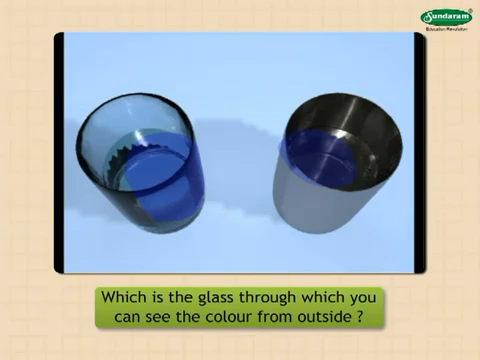 Sundaram
Education Revolution
Which is the glass through which you
can see the colour from outside ?